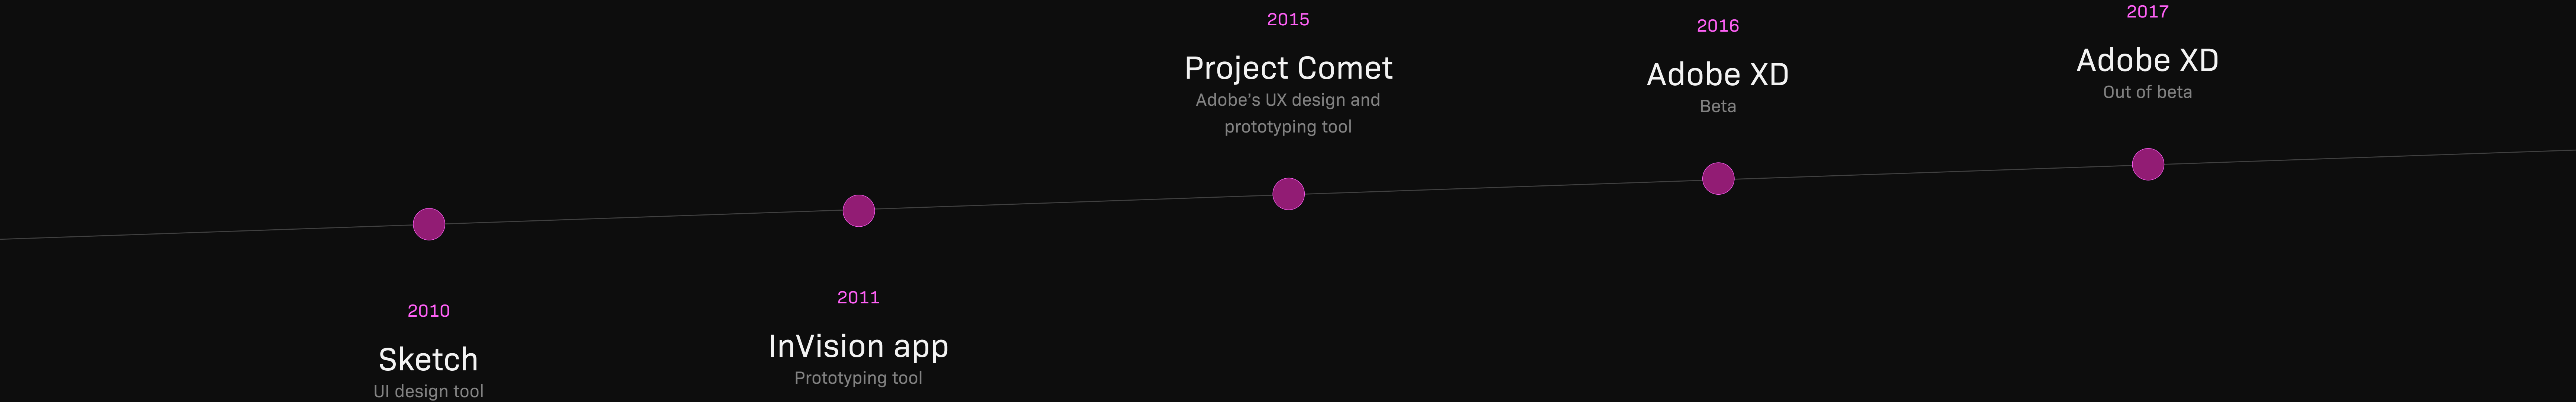 2010
Sketch
UI design tool
2011
InVision app
Prototyping tool
2015
Project Comet
Adobe’s UX design and
prototyping tool
2016
Adobe XD
Beta
2017
Adobe XD
Out of beta